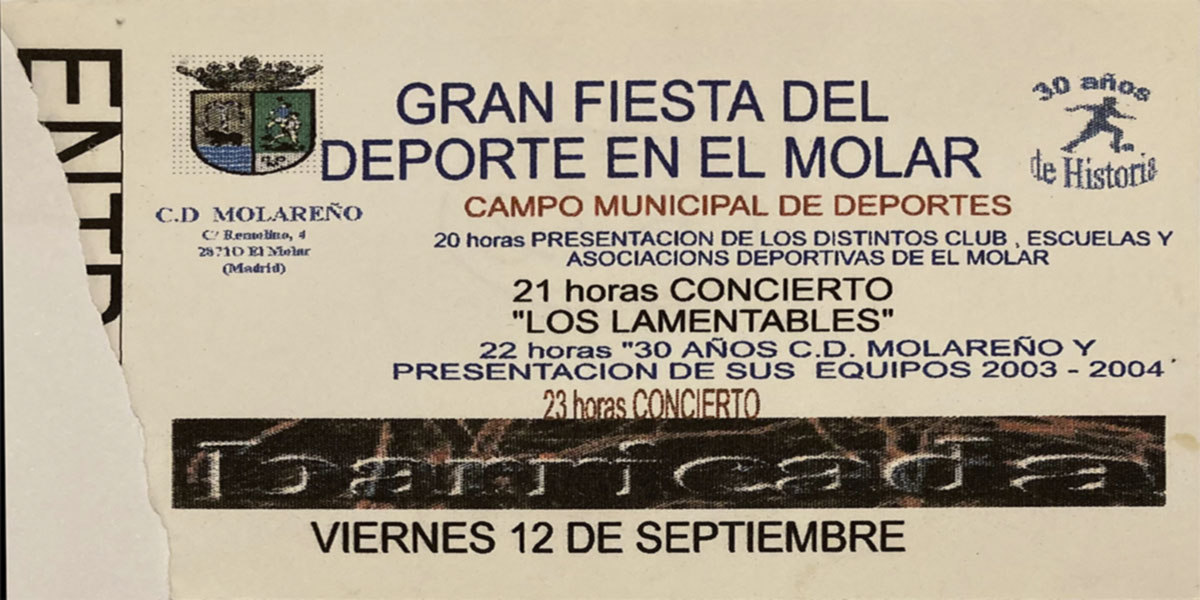 ENTR
GRAN FIESTA DEL
DEPORTE EN EL MOLAR
30 años
de Historia
C.D MOLAREÑO
C/ Remolino, 4
28710 El Molar
(Madrid)
CAMPO MUNICIPAL DE DEPORTES
20 horas PRESENTACION DE LOS DISTINTOS CLUB , ESCUELAS Y
ASOCIACIONS DEPORTIVAS DE EL MOLAR
21 horas CONCIERTO
"LOS LAMENTABLES"
22 horas "30 AÑOS C.D. MOLAREÑO Y
PRESENTACION DE SUS EQUIPOS 2003 - 2004
23 horas CONCIERTO
barricada
VIERNES 12 DE SEPTIEMBRE